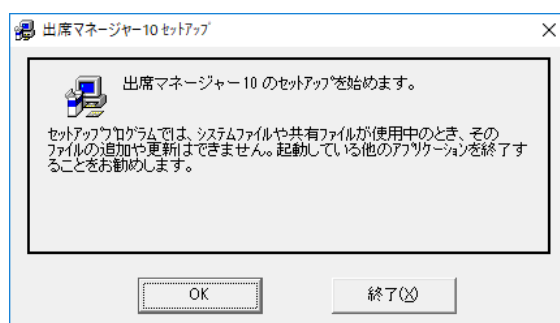 出席マネージャー10 ｾｯﾄｱｯﾌﾟ
出席マネージャー10 のｾｯﾄｱｯﾌﾟを始めます。
ｾｯﾄｱｯﾌﾟﾌﾟﾛｸﾞﾗﾑでは、ｼｽﾃﾑﾌｧｲﾙや共有ﾌｧｲﾙが使用中のとき、その
ﾌｧｲﾙの追加や更新はできません。起動している他のｱﾌﾟﾘｹｰｼｮﾝを終了す
ることをお勧めします。
OK
終了(X)